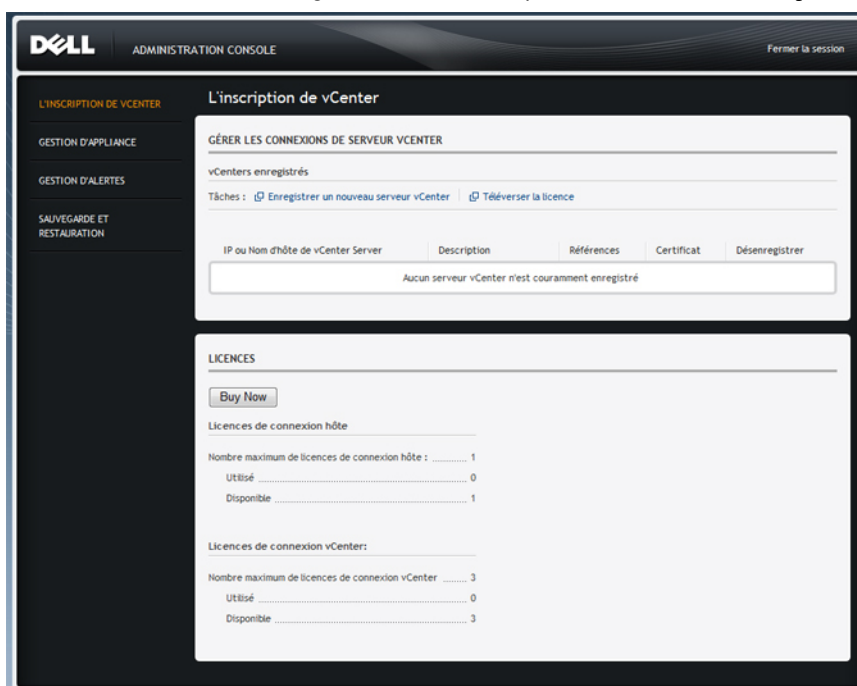 DELL ADMINISTRATION CONSOLE Fermer la session
L'INSCRIPTION DE VCENTER
GESTION D'APPLIANCE
GESTION D'ALERTES
SAUVEGARDE ET
RESTAURATION
L'inscription de vCenter
GÉRER LES CONNEXIONS DE SERVEUR VCENTER
vCenters enregistrés
Tâches : Enregistrer un nouveau serveur vCenter Téléverser la licence
IP ou Nom d'hôte de vCenter Server Description Références Certificat Désenregistrer
Aucun serveur vCenter n'est couramment enregistré
LICENCES
Buy Now
Licences de connexion hôte
Nombre maximum de licences de connexion hôte : ............ 1
Utilisé ............ 0
Disponible ............ 1
Licences de connexion vCenter:
Nombre maximum de licences de connexion vCenter ........ 3
Utilisé ............ 0
Disponible ............ 3